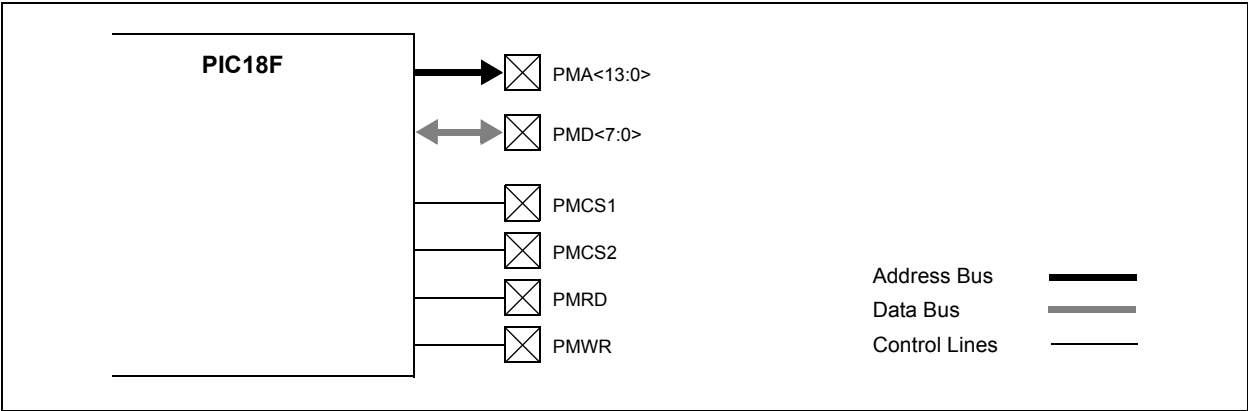 PIC18F
PMA<13:0>
PMD<7:0>
PMCS1
PMCS2
PMRD
PMWR
Address Bus
Data Bus
Control Lines